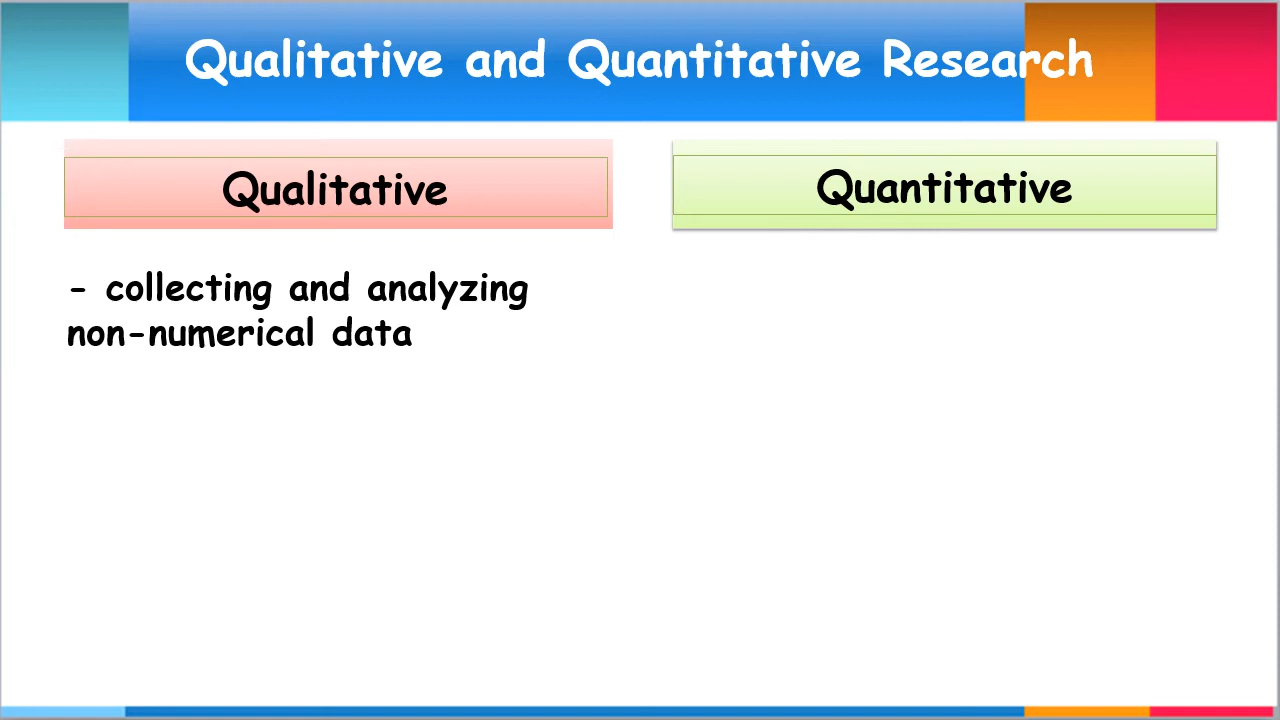 Qualitative and Quantitative Research
Qualitative
Quantitative
- collecting and analyzing
non-numerical data